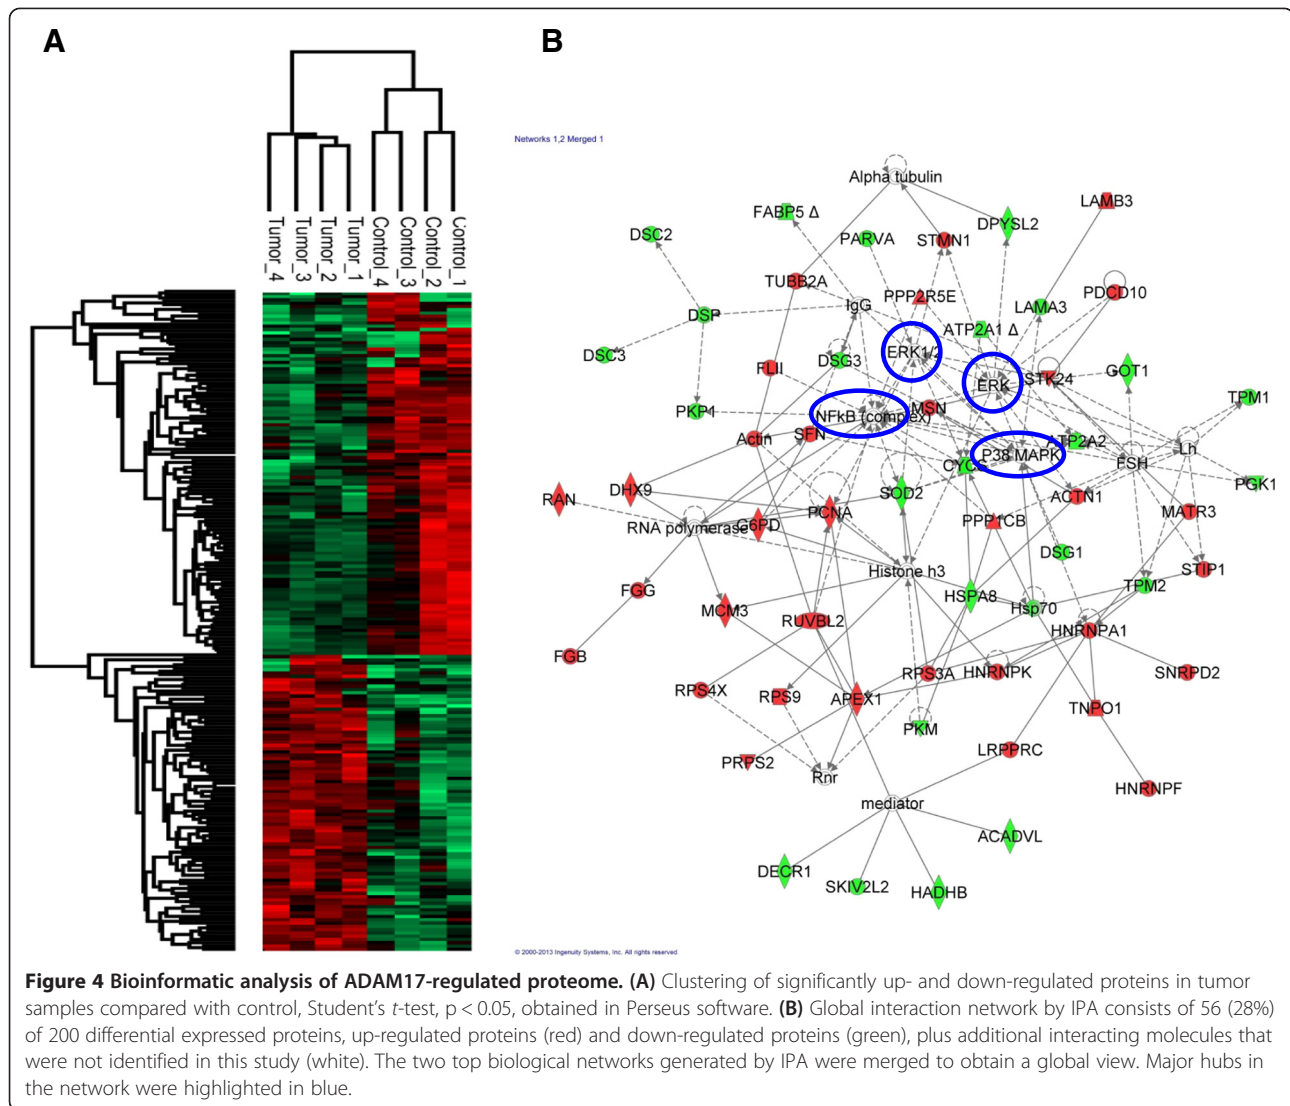 A
B
Networks 1,2 Merged 1
Tumor_4
Tumor_3
Tumor_2
Tumor_1
Control_4
Control_3
Control_2
Control_1
Alpha tubulin
LAMB3
FABP5 Δ
DPYSL2
DSC2
PARVA
STMN1
TUBB2A
PDCD10
PPP2R5E
IgG
LAMA3
DSP
ATP2A1 Δ
DSC3
ERK1/2
DSG3
FLII
ERK
STK24
GOT1
TPM1
PKP1
NFkB (complex)
MSN
Actin
SFN
ATP2A2
Lh
P38 MAPK
CYCS
FSH
PGK1
RAN
DHX9
SOD2
ACTN1
MATR3
PCNA
RNA polymerase
G6PD
PPP1CB
DSG1
Histone h3
STIP1
FGG
HSPA8
Hsp70
TPM2
MCM3
RUVBL2
HNRNPA1
FGB
RPS3A
HNRNPK
SNRPD2
RPS4X
RPS9
APEX1
TNPO1
PKM
LRPPRC
PRPS2
Rnr
HNRNPF
mediator
ACADVL
DECR1
SKIV2L2
HADHB
© 2000-2013 Ingenuity Systems, Inc. All rights reserved
Figure 4 Bioinformatic analysis of ADAM17-regulated proteome. (A) Clustering of significantly up- and down-regulated proteins in tumor
samples compared with control, Student's t-test, p < 0.05, obtained in Perseus software. (B) Global interaction network by IPA consists of 56 (28%)
of 200 differential expressed proteins, up-regulated proteins (red) and down-regulated proteins (green), plus additional interacting molecules that
were not identified in this study (white). The two top biological networks generated by IPA were merged to obtain a global view. Major hubs in
the network were highlighted in blue.